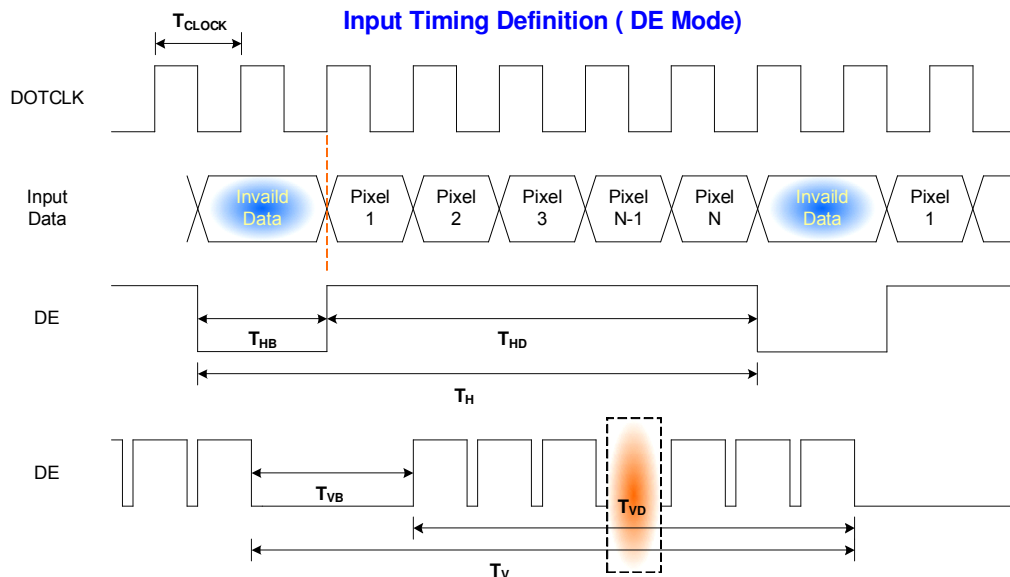 Input Timing Definition ( DE Mode)
TCLOCK
DOTCLK
Input
Data
Invaild
Data
Pixel
1
Pixel
2
Pixel
3
Pixel
N-1
Pixel
N
Invaild
Data
Pixel
1
DE
THB
THD
TH
DE
TVB
TVD
TV